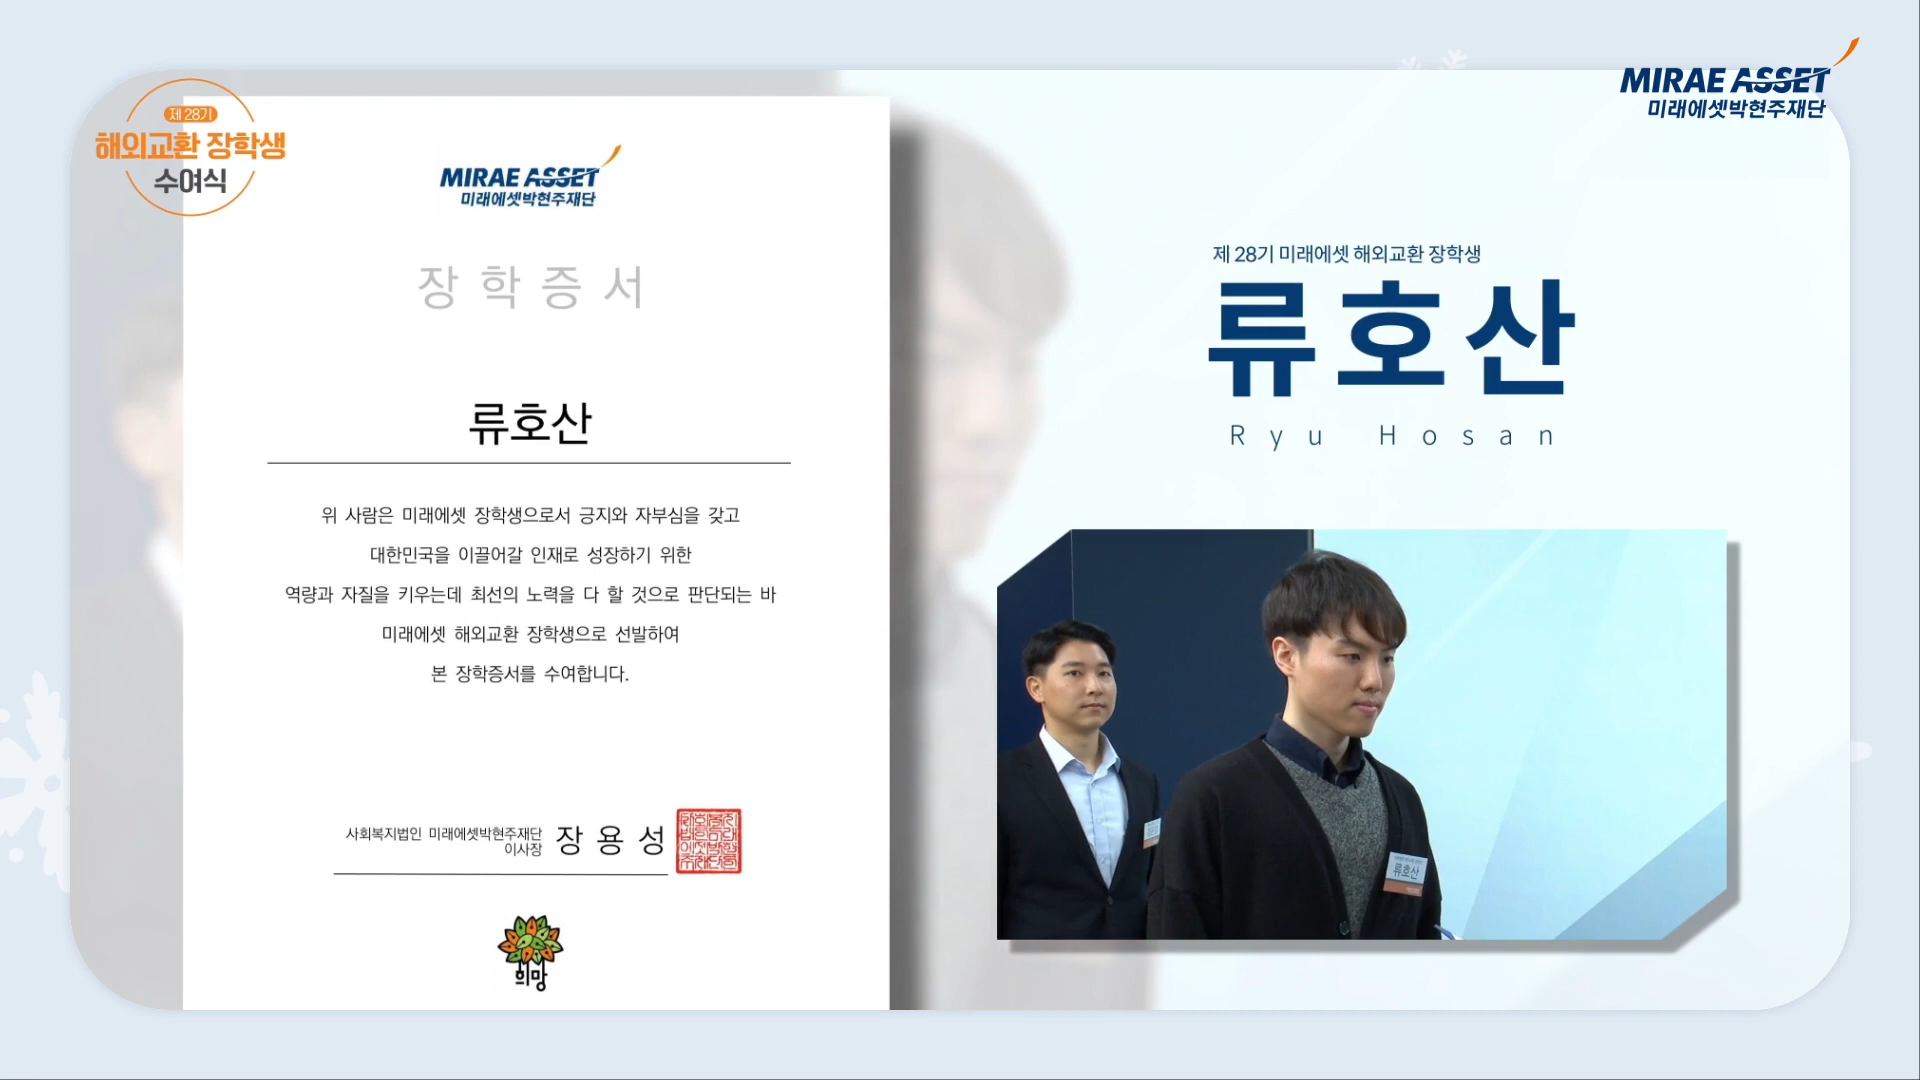 제 28기
해외교환 장학생
수여식
MIRAE ASSET
미래에셋박현주재단
장학증서
류호산
위 사람은 미래에셋 장학생으로서 긍지와 자부심을 갖고
대한민국을 이끌어갈 인재로 성장하기 위한
역량과 자질을 키우는데 최선의 노력을 다 할 것으로 판단되는 바
미래에셋 해외교환 장학생으로 선발하여
본 장학증서를 수여합니다.
사회복지법인 미래에셋박현주재단
이사장 장용성
희망
MIRAE ASSET
미래에셋박현주재단
제 28기 미래에셋 해외교환 장학생
류호산
Ryu Hosan
류호산